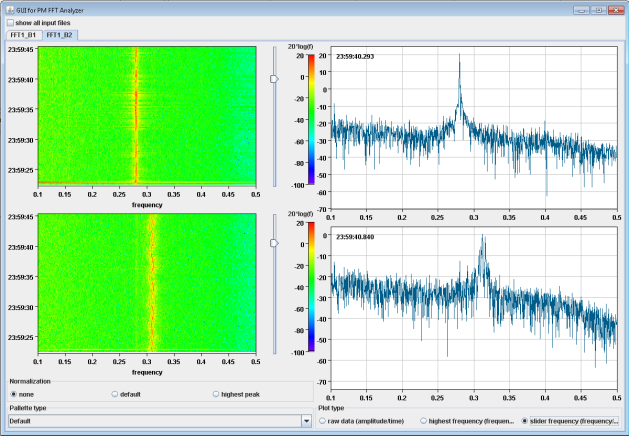 GUI for PM FFT Analyzer
show all input files
FFT1_B1 FFT1_B2
23:59:45
23:59:40
23:59:35
23:59:30
23:59:25
0.1 0.15 0.2 0.25 0.3 0.35 0.4 0.45 0.5
frequency
20*log(f)
20
0
-20
-40
-60
-80
-100
23:59:40.293
20
10
0
-10
-20
-30
-40
-50
-60
-70
0.1 0.15 0.2 0.25 0.3 0.35 0.4 0.45 0.5
23:59:45
23:59:40
23:59:35
23:59:30
23:59:25
0.1 0.15 0.2 0.25 0.3 0.35 0.4 0.45 0.5
frequency
20*log(f)
20
0
-20
-40
-60
-80
-100
23:59:40.840
0
-10
-20
-30
-40
-50
-60
-70
0.1 0.15 0.2 0.25 0.3 0.35 0.4 0.45 0.5
Normalization
none default highest peak
Pallette type
Default
Plot type
raw data (amplitude/time) highest frequency (frequen... slider frequency (frequency/...